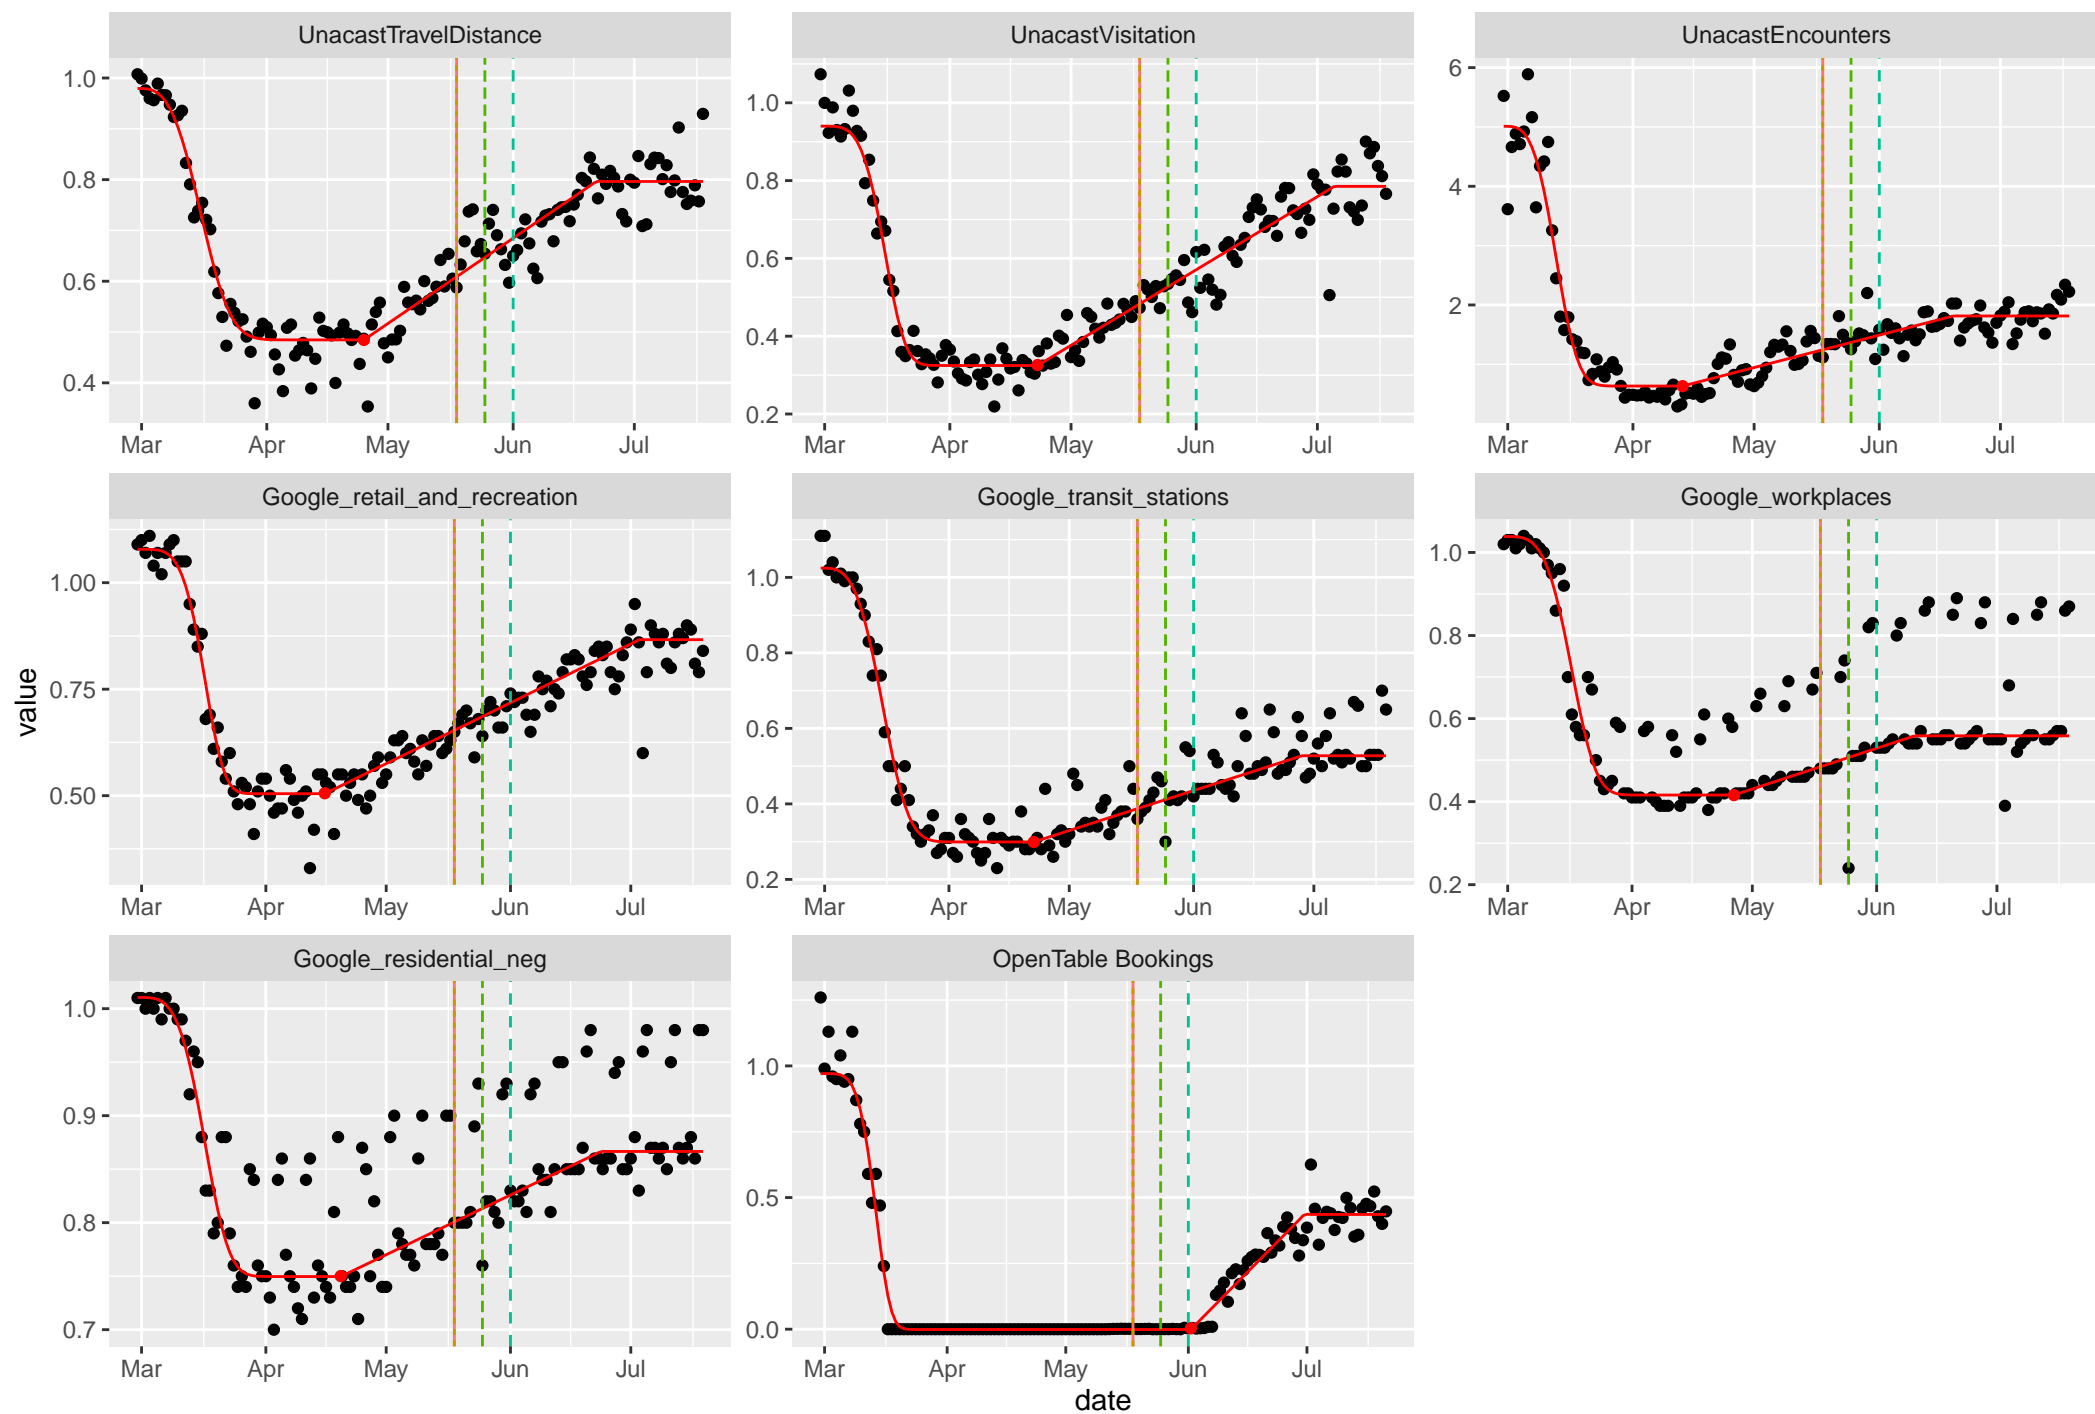 UnacastTravelDistance
UnacastVisitation
UnacastEncounters
1.0
0.8
0.6
0.4
Mar Apr May Jun Jul
1.0
0.8
0.6
0.4
0.2
Mar Apr May Jun Jul
6
4
2
Mar Apr May Jun Jul
Google_retail_and_recreation
Google_transit_stations
Google_workplaces
value
1.00
0.75
0.50
Mar Apr May Jun Jul
1.0
0.8
0.6
0.4
0.2
Mar Apr May Jun Jul
1.0
0.8
0.6
0.4
0.2
Mar Apr May Jun Jul
Google_residential_neg
OpenTable Bookings
1.0
0.9
0.8
0.7
Mar Apr May Jun Jul
1.0
0.5
0.0
Mar Apr May Jun Jul
date